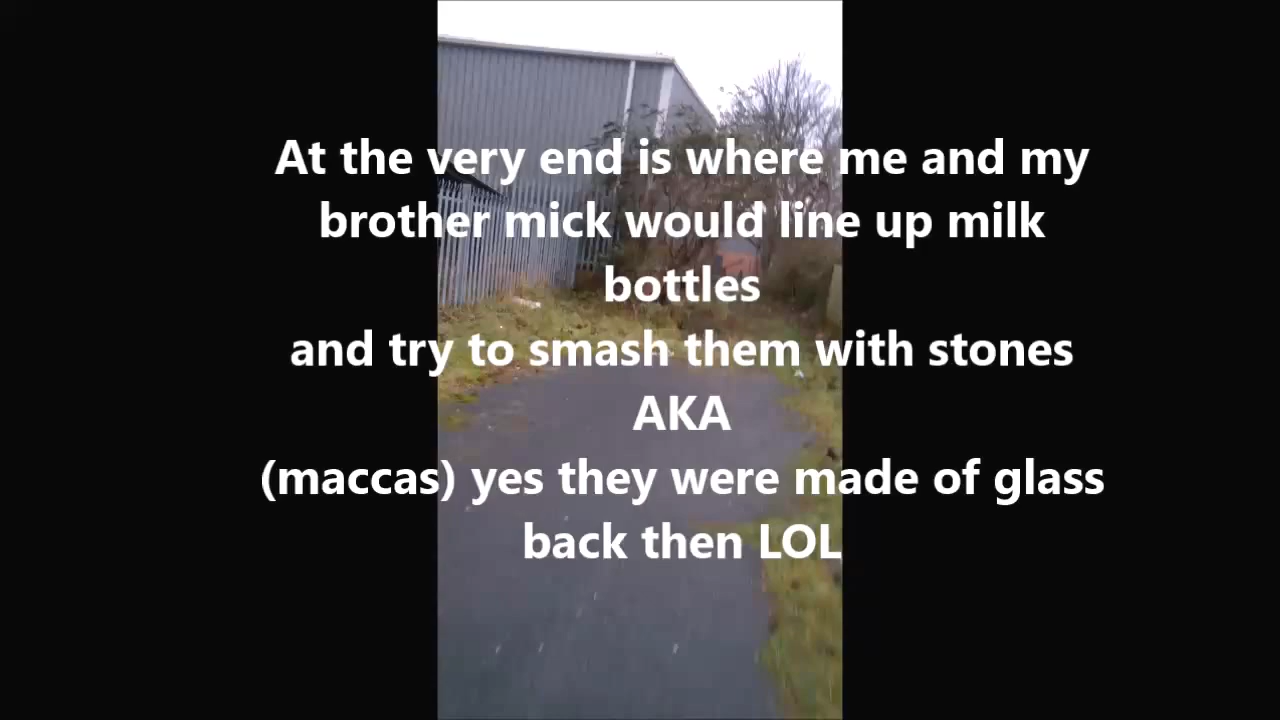 At the very end is where me and my
brother mick would line up milk
bottles
and try to smash them with stones
AKA
(maccas) yes they were made of glass
back then LOL